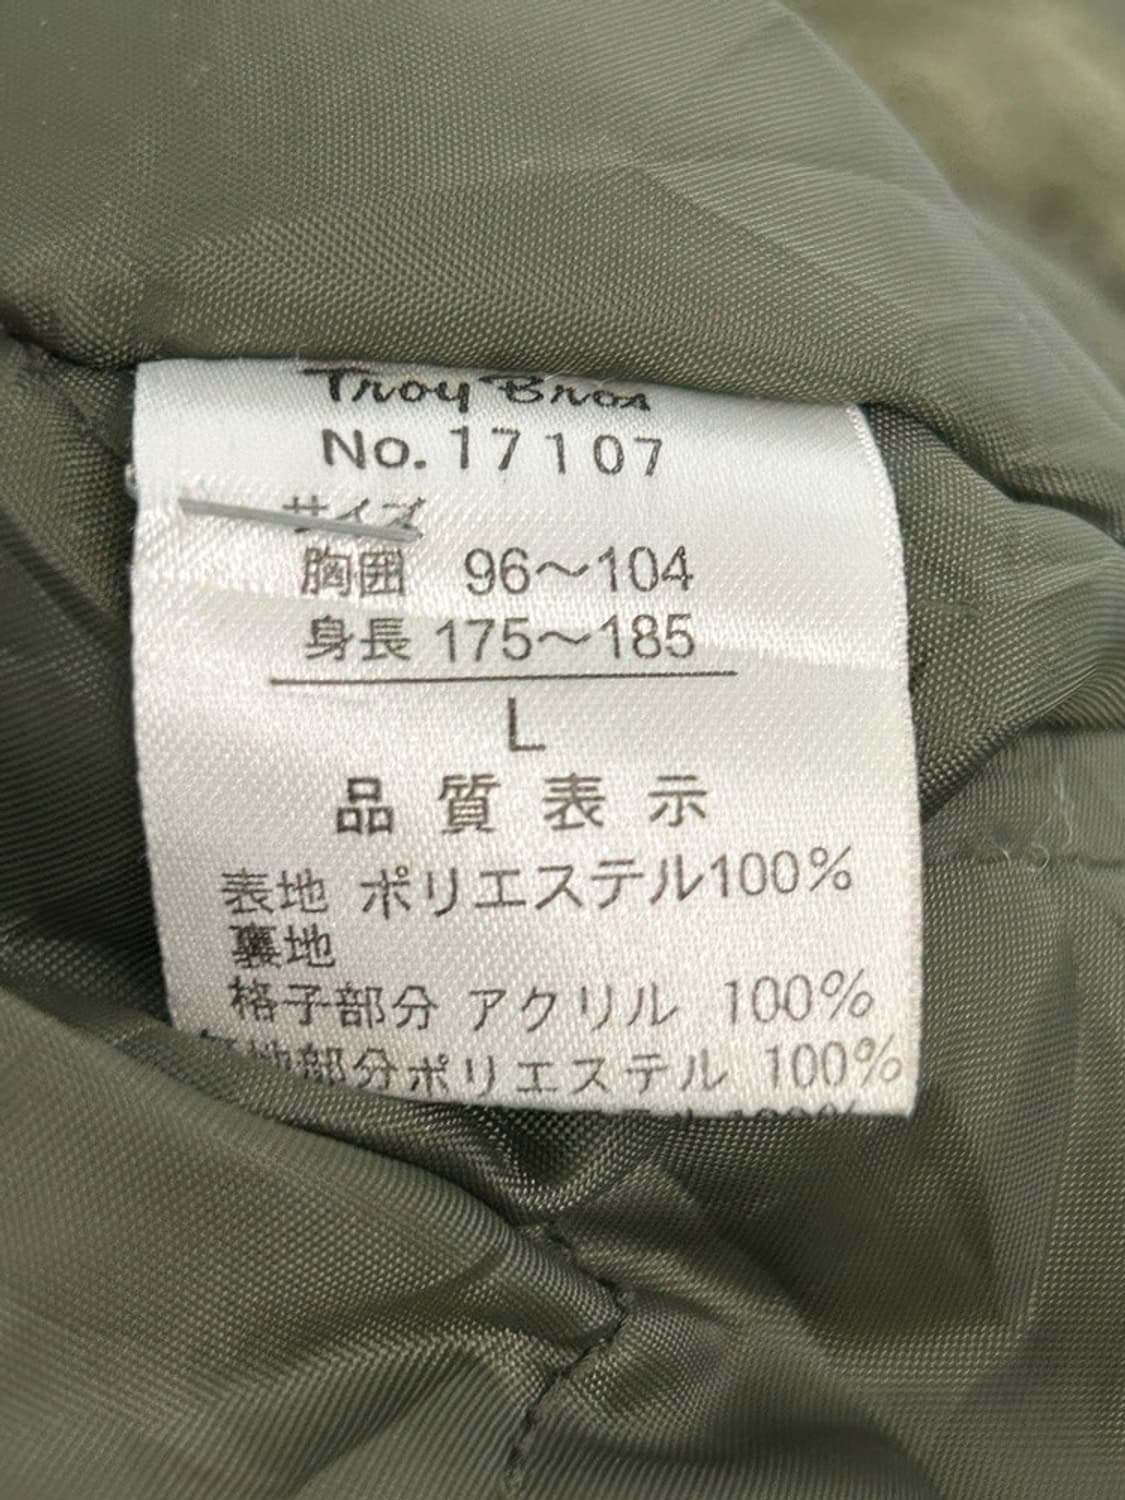 Troy Bros
No. 17107
サイズ
胸囲 96～104
身長 175～185
L
品質表示
表地 ポリエステル100%
裏地
格子部分 アクリル 100%
無地部分ポリエステル 100%